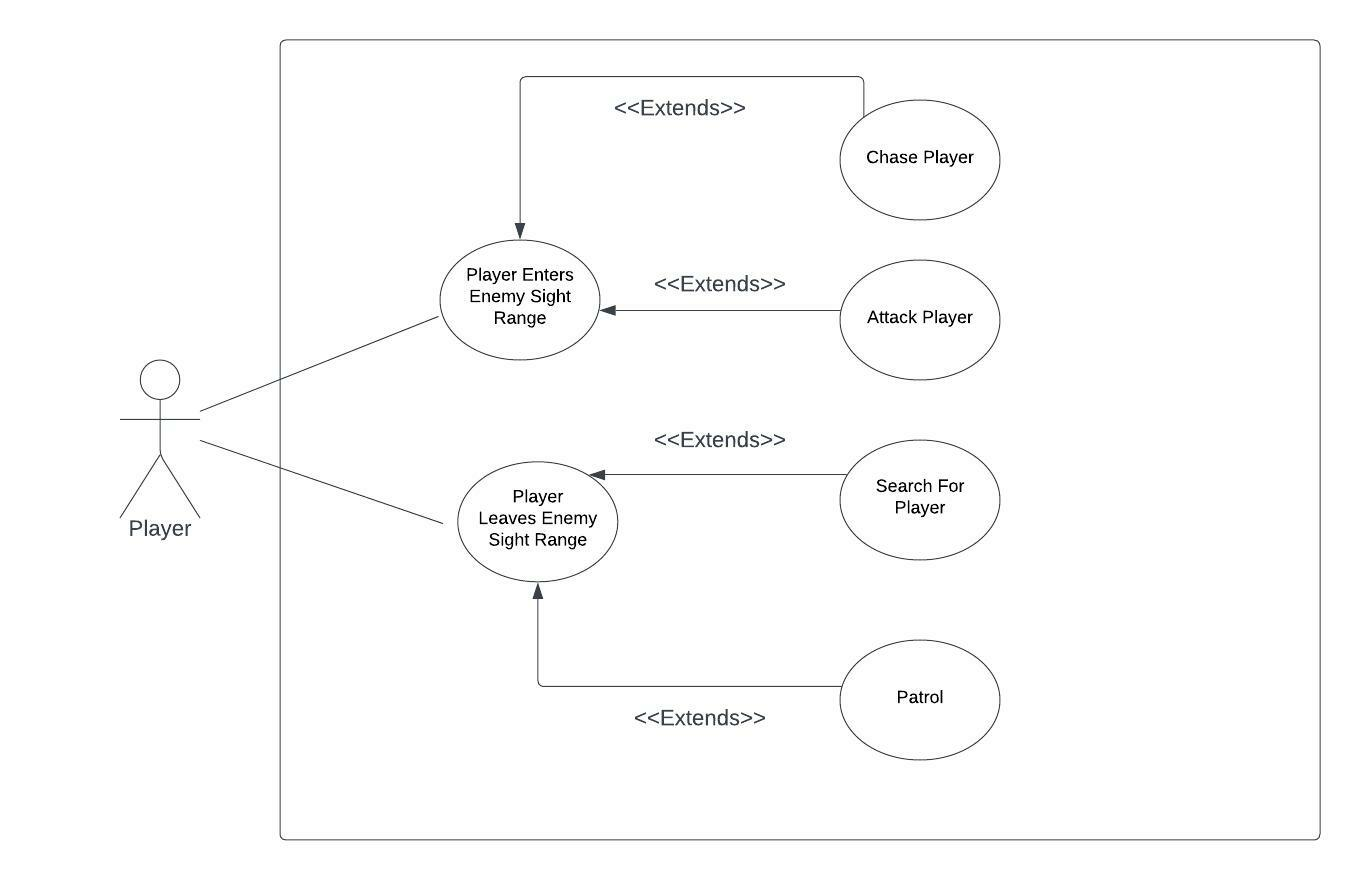 <<Extends>>
Chase Player
Player Enters
Enemy Sight
Range
<<Extends>>
Attack Player
Player
<<Extends>>
Search For
Player
Player
Leaves Enemy
Sight Range
Patrol
<<Extends>>